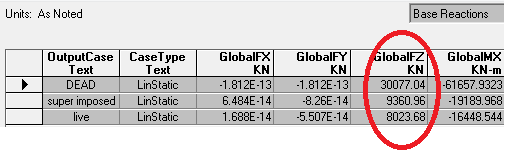 Units: As Noted
Base Reactions
OutputCase Text CaseType Text GlobalFX KN GlobalFY KN GlobalFZ KN GlobalMX KN-m
DEAD LinStatic -1.812E-13 -1.812E-13 30077.04 -61657.9323
super imposed LinStatic 6.484E-14 -8.26E-14 9360.96 -19189.968
live LinStatic 1.688E-14 -5.507E-14 8023.68 -16448.544